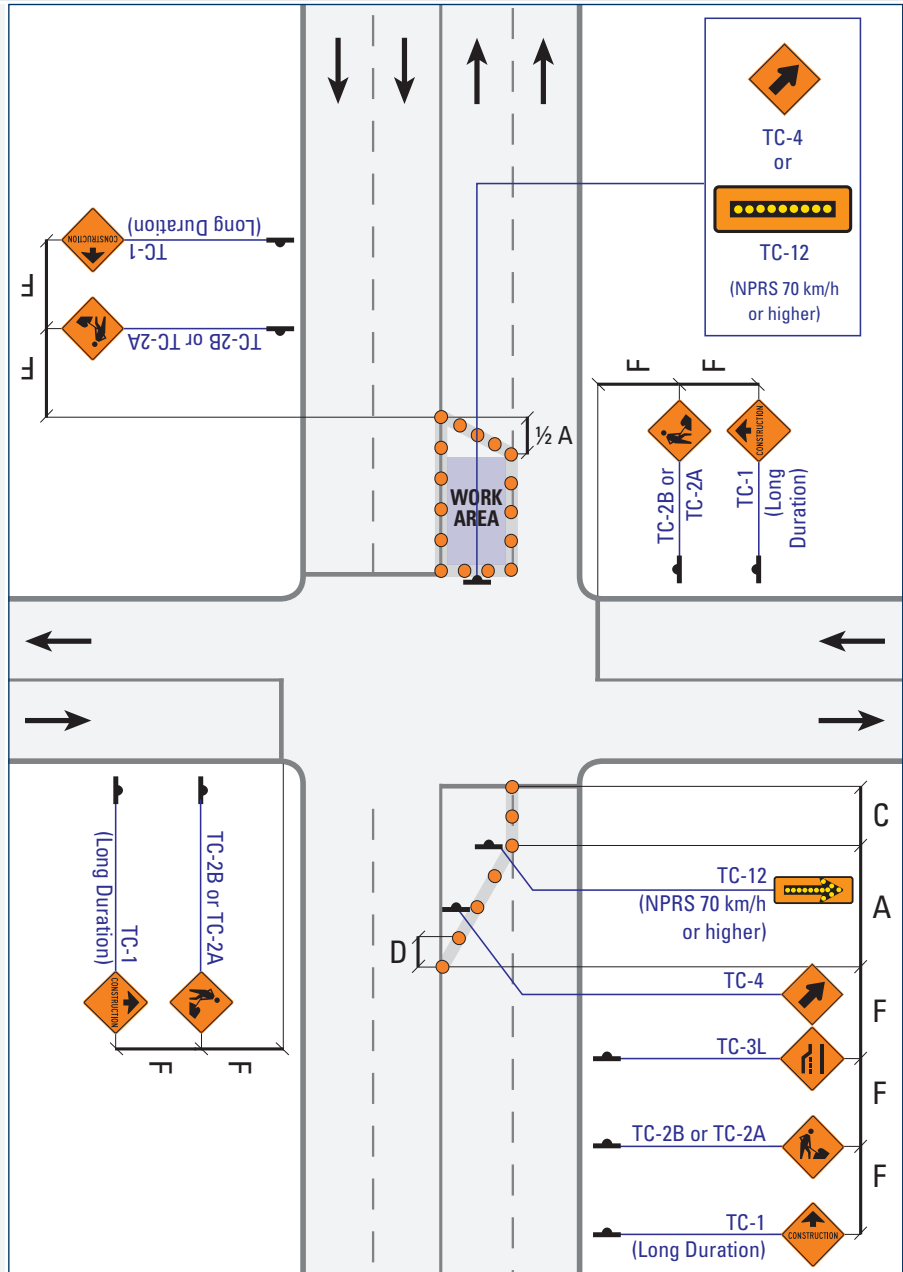 TC-4
or
TC-12
(NPRS 70 km/h
or higher)
CONSTRUCTION
TC-1
(Long Duration)
F
TC-2B or TC-2A
F
½ A
WORK
AREA
F
F
CONSTRUCTION
TC-2B or
TC-2A
TC-1
(Long
Duration)
TC-1
(Long Duration)
TC-2B or TC-2A
CONSTRUCTION
F
F
C
TC-12
(NPRS 70 km/h
or higher)
A
D
TC-4
F
TC-3L
F
TC-2B or TC-2A
F
TC-1
(Long Duration)
CONSTRUCTION